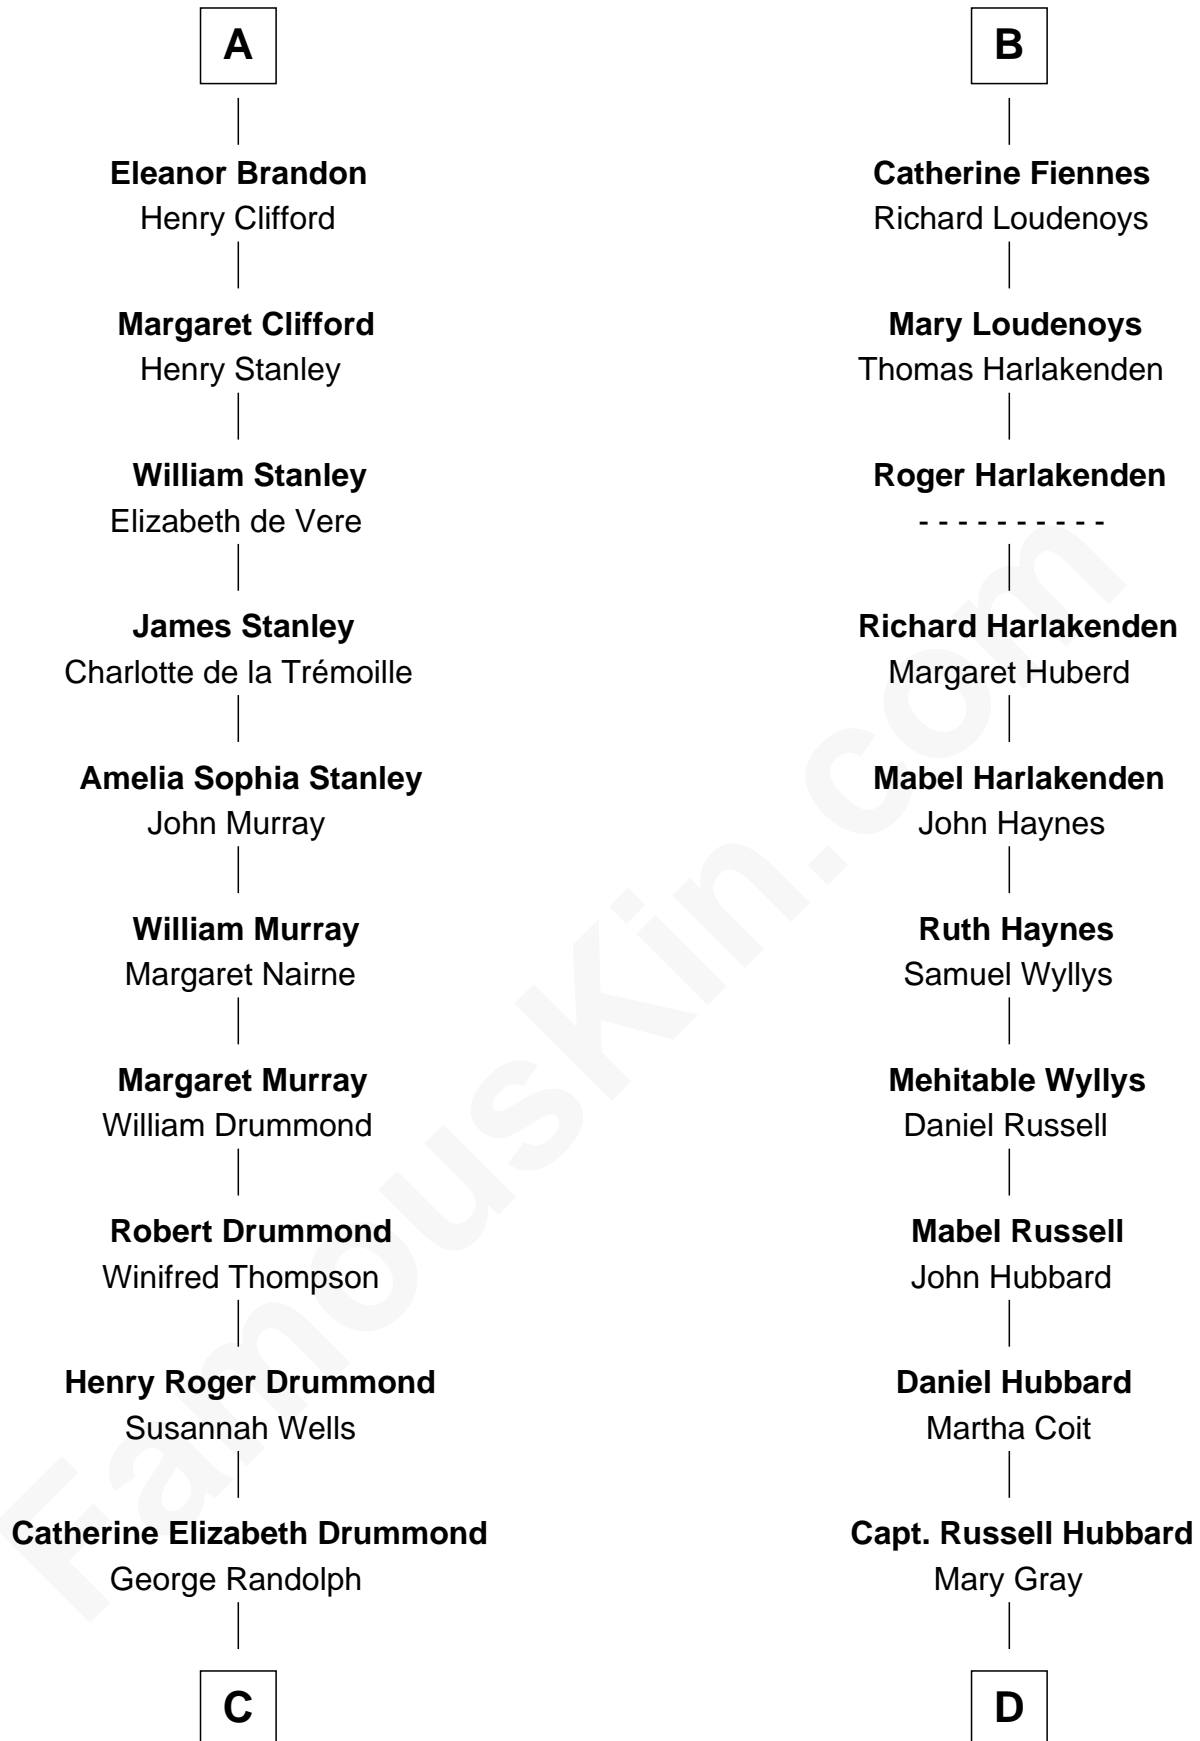 A
Eleanor Brandon
Henry Clifford
Margaret Clifford
Henry Stanley
William Stanley
Elizabeth de Vere
James Stanley
Charlotte de la Trémoille
Amelia Sophia Stanley
John Murray
William Murray
Margaret Nairne
Margaret Murray
William Drummond
Robert Drummond
Winifred Thompson
Henry Roger Drummond
Susannah Wells
Catherine Elizabeth Drummond
George Randolph
C
B
Catherine Fiennes
Richard Loudenoys
Mary Loudenoys
Thomas Harlakenden
Roger Harlakenden
- - - - - - - - - -
Richard Harlakenden
Margaret Huberd
Mabel Harlakenden
John Haynes
Ruth Haynes
Samuel Wyllys
Mehitable Wyllys
Daniel Russell
Mabel Russell
John Hubbard
Daniel Hubbard
Martha Coit
Capt. Russell Hubbard
Mary Gray
D
FamousKin.com